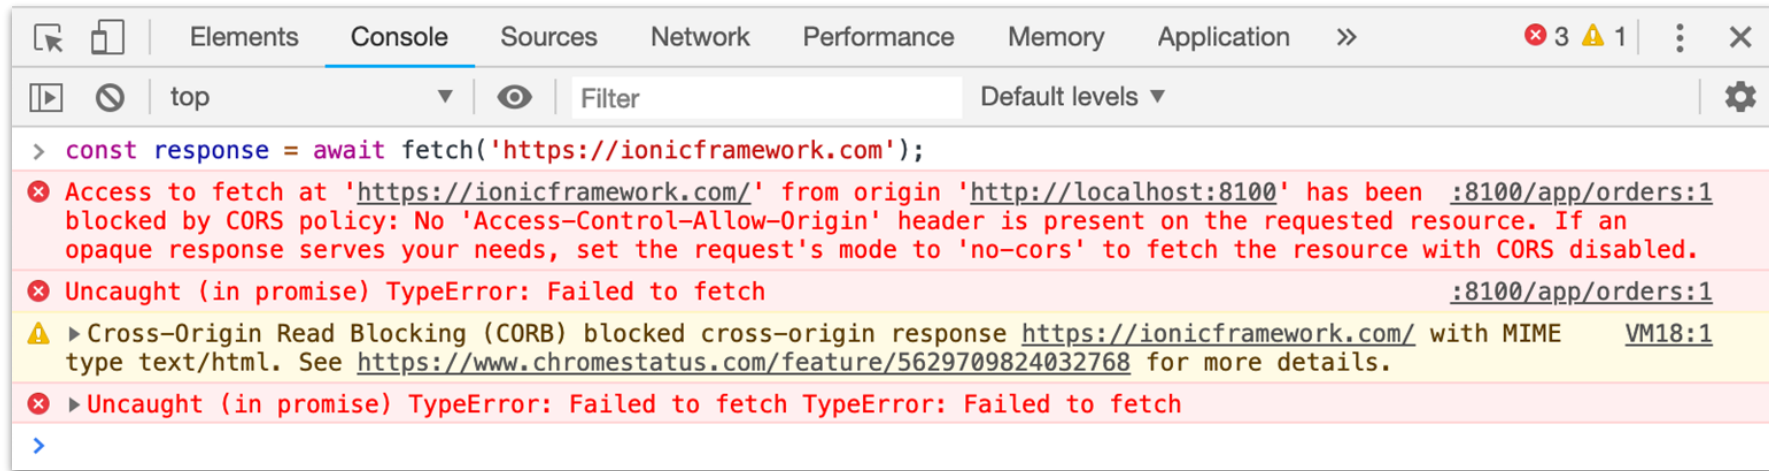 Elements Console Sources Network Performance Memory Application » 3 1
top Filter Default levels
> const response = await fetch('https://ionicframework.com');
Access to fetch at 'https://ionicframework.com/' from origin 'http://localhost:8100' has been :8100/app/orders:1
blocked by CORS policy: No 'Access-Control-Allow-Origin' header is present on the requested resource. If an
opaque response serves your needs, set the request's mode to 'no-cors' to fetch the resource with CORS disabled.
Uncaught (in promise) TypeError: Failed to fetch :8100/app/orders:1
Cross-Origin Read Blocking (CORB) blocked cross-origin response https://ionicframework.com/ with MIME VM18:1
type text/html. See https://www.chromestatus.com/feature/5629709824032768 for more details.
Uncaught (in promise) TypeError: Failed to fetch TypeError: Failed to fetch
>